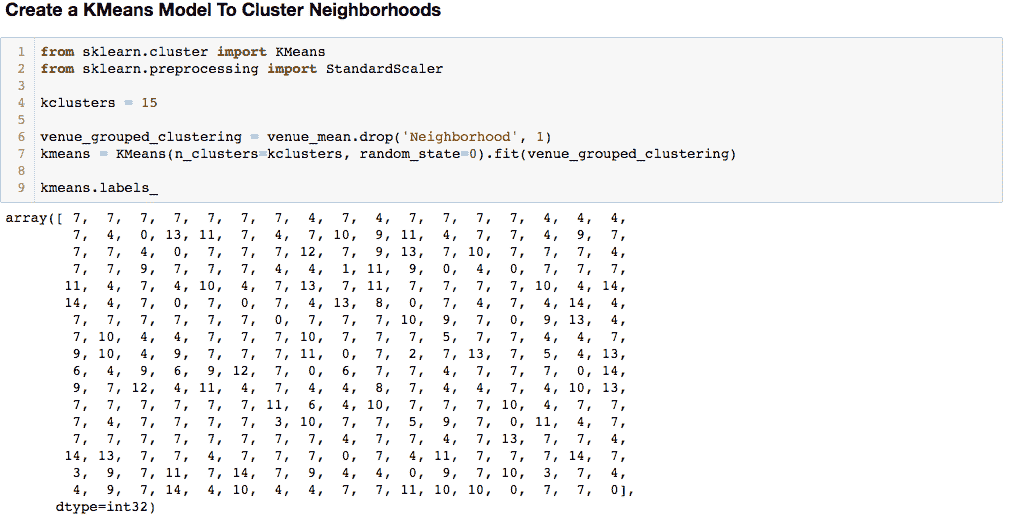 Create a KMeans Model To Cluster Neighborhoods
1 from sklearn.cluster import KMeans
2 from sklearn.preprocessing import StandardScaler
3
4 kclusters = 15
5
6 venue_grouped_clustering = venue_mean.drop('Neighborhood', 1)
7 kmeans = KMeans(n_clusters=kclusters, random_state=0).fit(venue_grouped_clustering)
8
9 kmeans.labels_
array([ 7, 7, 7, 7, 7, 7, 7, 4, 7, 4, 7, 7, 7, 7, 4, 4, 4,
7, 4, 0, 13, 11, 7, 4, 7, 10, 9, 11, 4, 7, 7, 4, 9, 7,
7, 7, 4, 0, 7, 7, 7, 12, 7, 9, 13, 7, 10, 7, 7, 7, 4,
7, 7, 9, 7, 7, 7, 4, 4, 1, 11, 9, 0, 4, 0, 7, 7, 7,
11, 4, 7, 4, 10, 4, 7, 13, 7, 11, 7, 7, 7, 7, 10, 4, 14,
14, 4, 7, 0, 7, 0, 7, 4, 13, 8, 0, 7, 4, 7, 4, 14, 4,
7, 7, 7, 7, 7, 7, 0, 7, 7, 7, 10, 9, 7, 0, 9, 13, 4,
7, 10, 4, 4, 7, 7, 7, 10, 7, 7, 7, 5, 7, 7, 4, 4, 7,
9, 10, 4, 9, 7, 7, 7, 11, 0, 7, 2, 7, 13, 7, 5, 4, 13,
6, 4, 9, 6, 9, 12, 7, 0, 6, 7, 7, 4, 7, 7, 7, 0, 14,
9, 7, 12, 4, 11, 4, 7, 4, 4, 8, 7, 4, 4, 7, 4, 10, 13,
7, 7, 7, 7, 7, 7, 11, 6, 4, 10, 7, 7, 7, 10, 4, 7, 7,
7, 4, 7, 7, 7, 7, 3, 10, 7, 7, 5, 9, 7, 0, 11, 4, 7,
7, 7, 7, 7, 7, 7, 7, 7, 4, 7, 7, 4, 7, 13, 7, 7, 4,
14, 13, 7, 7, 4, 7, 7, 7, 0, 7, 4, 11, 7, 7, 7, 14, 7,
3, 9, 7, 11, 7, 14, 7, 9, 4, 4, 0, 9, 7, 10, 3, 7, 4,
4, 9, 7, 14, 4, 10, 4, 4, 7, 7, 11, 10, 10, 0, 7, 7, 0],
dtype=int32)